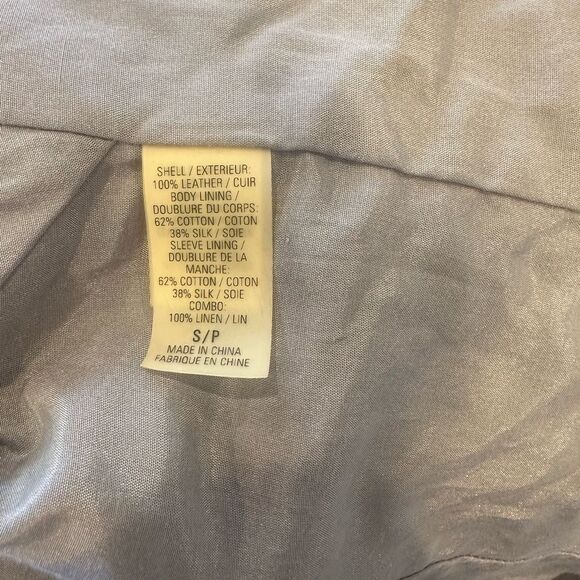 SHELL / EXTERIEUR:
100% LEATHER / CUIR
BODY LINING /
DOUBLURE DU CORPS:
62% COTTON / COTON
38% SILK / SOIE
SLEEVE LINING /
DOUBLURE DE LA
MANCHE:
62% COTTON / COTON
38% SILK / SOIE
COMBO:
100% LINEN / LIN
S/P
MADE IN CHINA
FABRIQUE EN CHINE